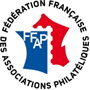 FÉDÉRATION FRANÇAISE
DES ASSOCIATIONS PHILATÉLIQUES
FFAP